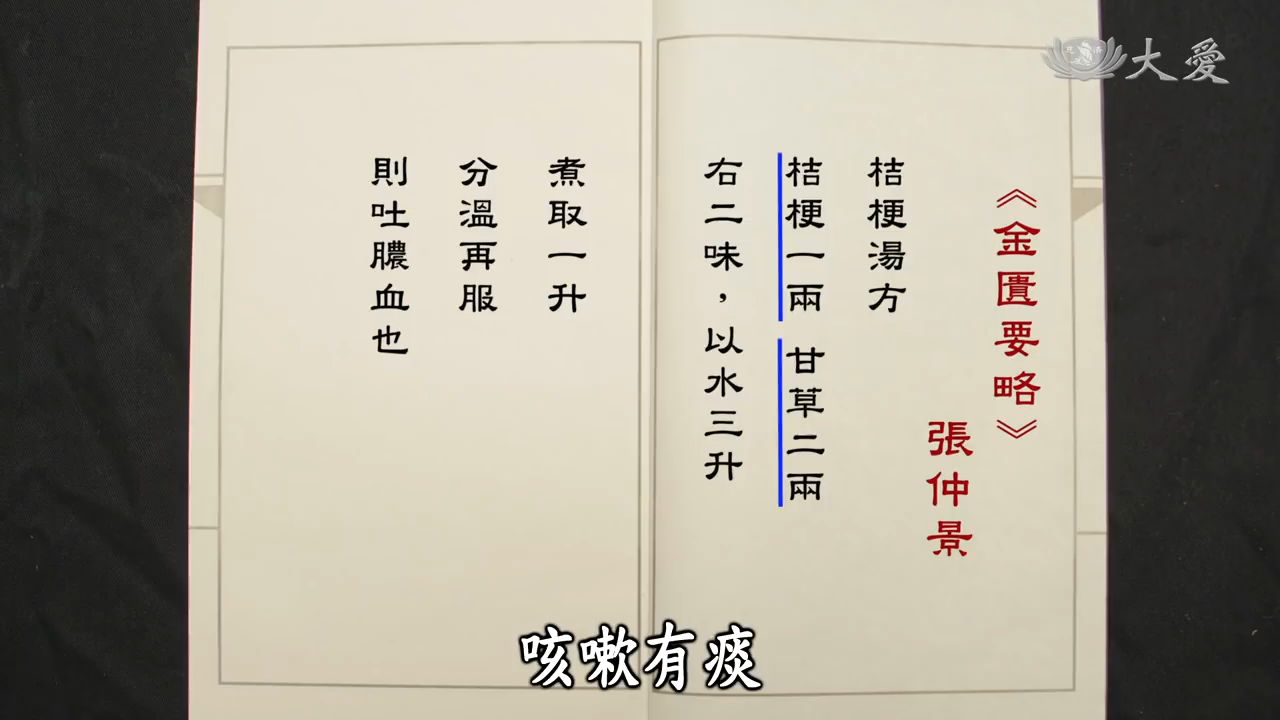 《金匱要略》
張仲景
桔梗湯方
桔梗一兩 甘草二兩
右二味，以水三升
煮取一升
分溫再服
則吐膿血也
大愛
咳嗽有痰